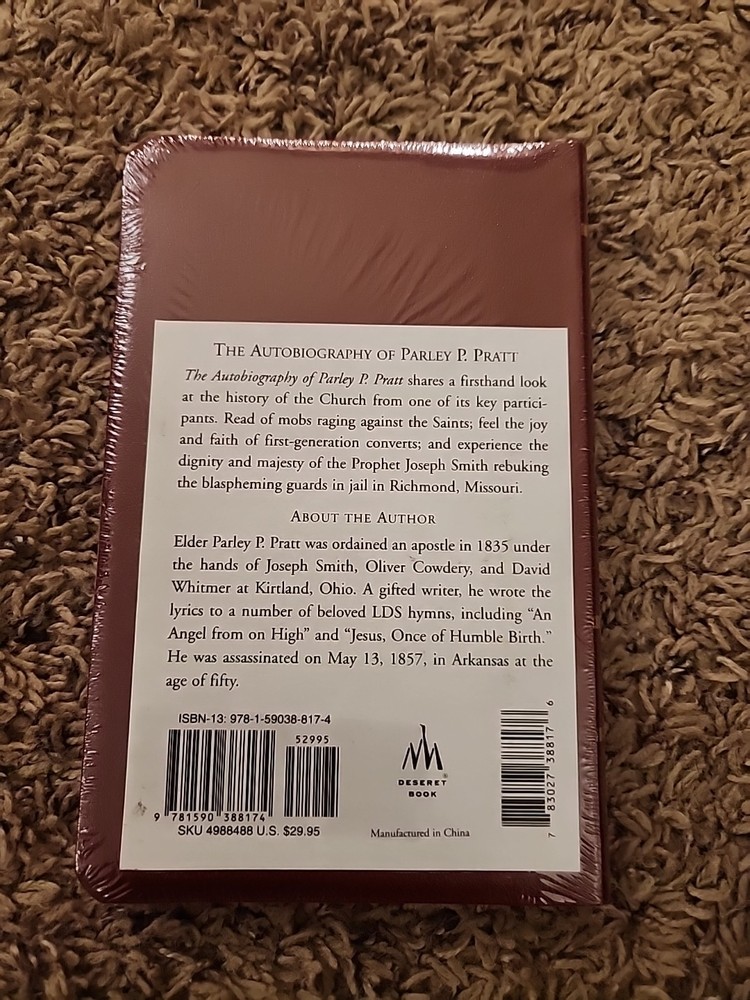 THE AUTOBIOGRAPHY OF PARLEY P. PRATT
The Autobiography of Parley P. Pratt shares a firsthand look
at the history of the Church from one of its key partici-
pants. Read of mobs raging against the Saints; feel the joy
and faith of first-generation converts; and experience the
dignity and majesty of the Prophet Joseph Smith rebuking
the blaspheming guards in jail in Richmond, Missouri.
ABOUT THE AUTHOR
Elder Parley P. Pratt was ordained an apostle in 1835 under
the hands of Joseph Smith, Oliver Cowdery, and David
Whitmer at Kirtland, Ohio. A gifted writer, he wrote the
lyrics to a number of beloved LDS hymns, including “An
Angel from on High” and “Jesus, Once of Humble Birth.”
He was assassinated on May 13, 1857, in Arkansas at the
age of fifty.
ISBN-13: 978-1-59038-817-4
52995
9 781590 388174
SKU 4988488 U.S. $29.95
DESERET®
BOOK
Manufactured in China
7 83027 38817 6